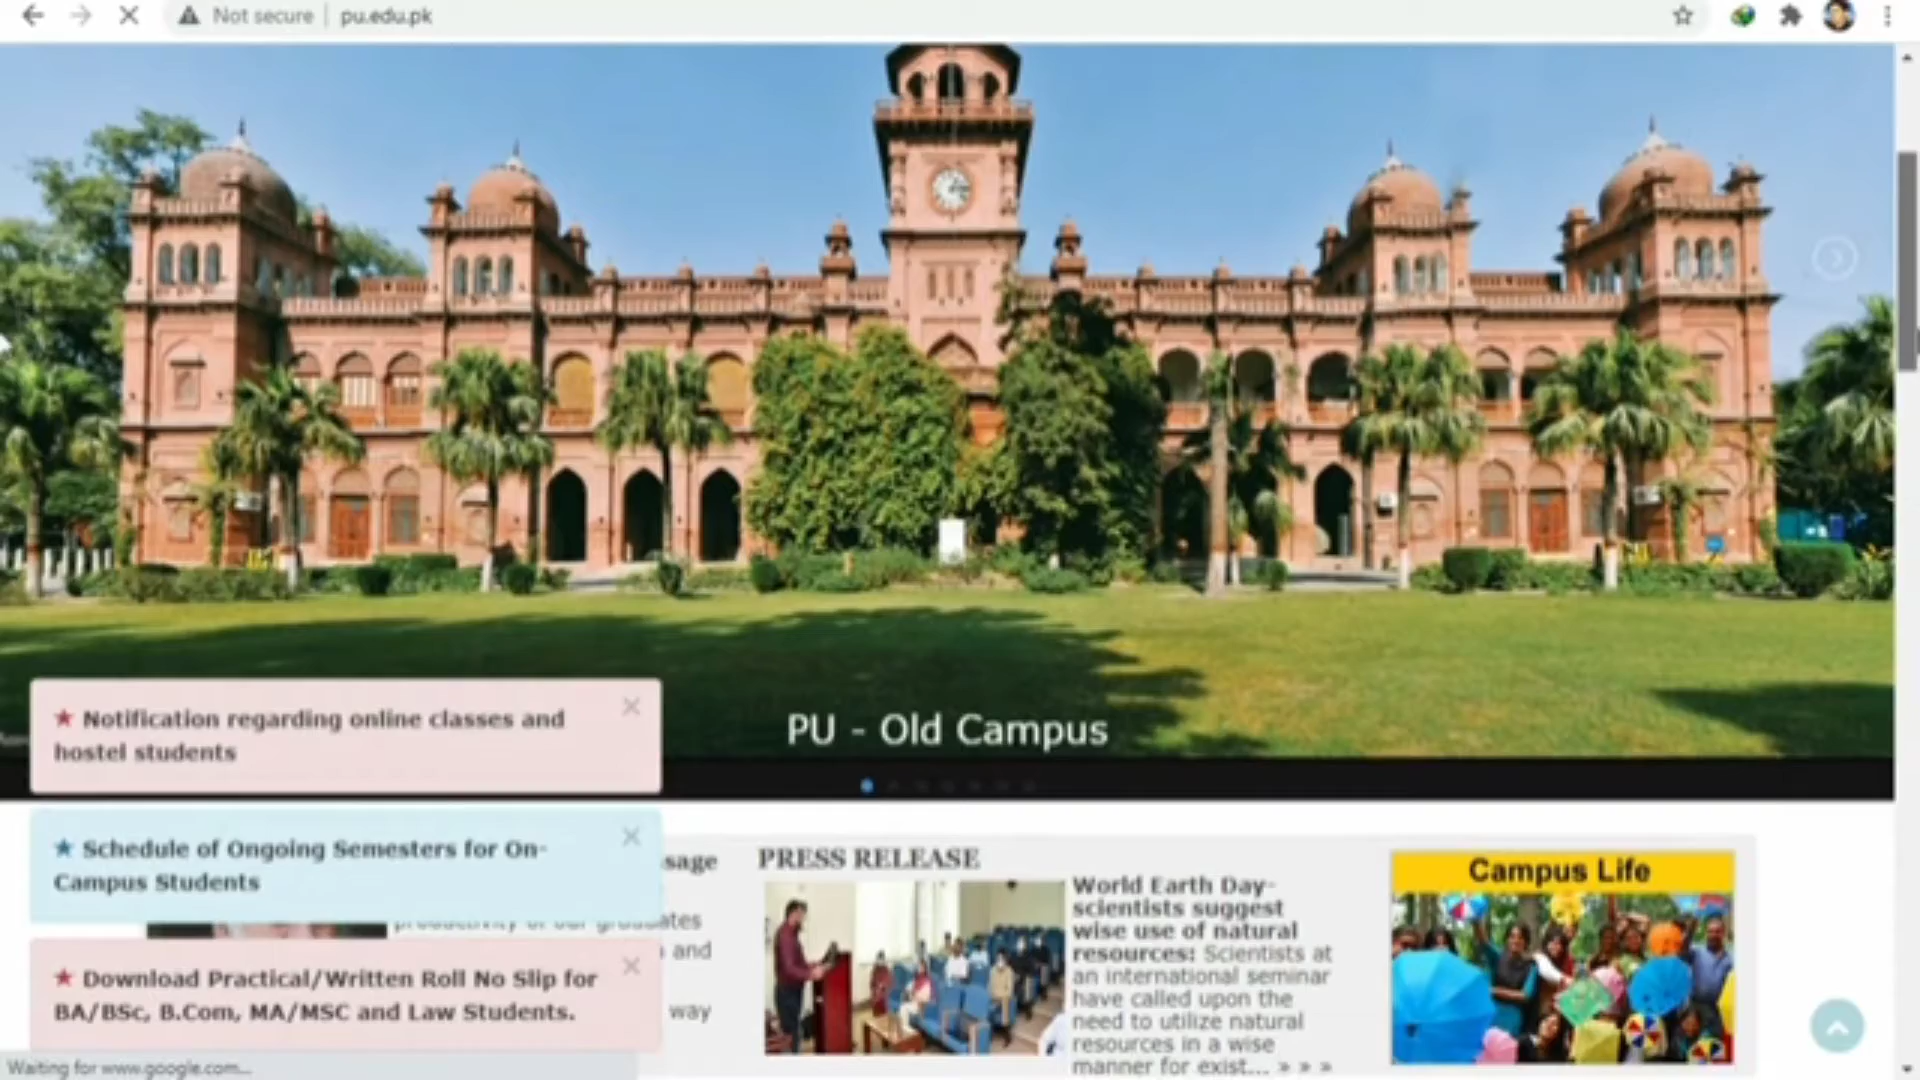 Not secure | pu.edu.pk
PU - Old Campus
★ Notification regarding online classes and
hostel students
★ Schedule of Ongoing Semesters for On-
Campus Students
★ Download Practical/Written Roll No Slip for
BA/BSc, B.Com, MA/MSC and Law Students.
and
way
PRESS RELEASE
World Earth Day-
scientists suggest
wise use of natural
resources: Scientists at
an international seminar
have called upon the
need to utilize natural
resources in a wise
manner for exist... » » »
Campus Life
Waiting for www.google.com...